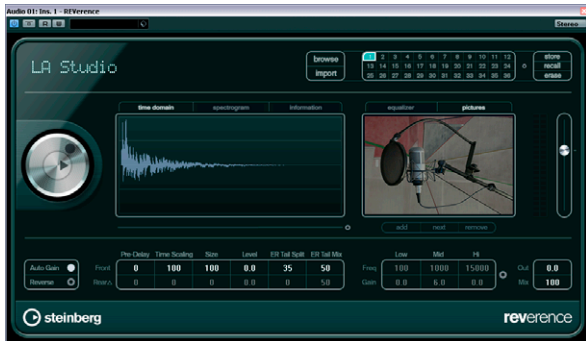 Audio 01: Ins. 1 - REVerence
R W
Stereo
LA Studio
browse
import
1 2 3 4 5 6 7 8 9 10 11 12
13 14 15 16 17 18 19 20 21 22 23 24
25 26 27 28 29 30 31 32 33 34 35 36
store
recall
erase
time domain spectrogram information
equalizer pictures
add next remove
Pre-Delay Time Scaling Size Level ER Tail Split ER Tail Mix
Low Mid Hi
Auto Gain Front 0 100 100 0.0 35 50
Freq 100 1000 15000 Out 0.0
Reverse Rear 0 0 0 0.0 0 50
Gain 0.0 6.0 0.0 Mix 100
steinberg
reverence